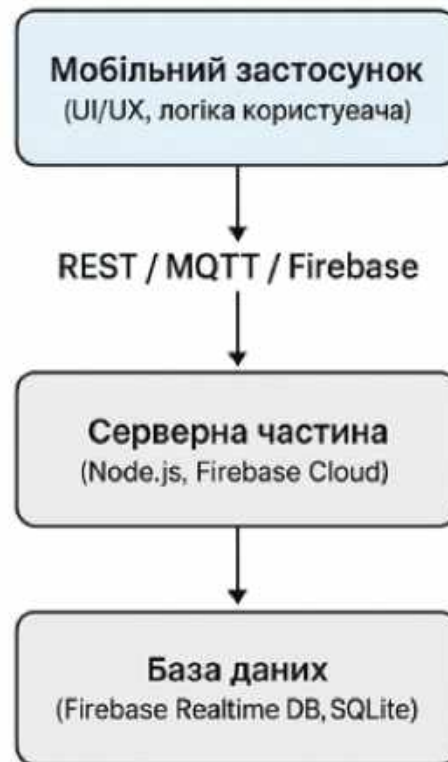 Мобільний застосунок
(UI/UX, логіка користуеача)
REST / MQTT / Firebase
Серверна частина
(Node.js, Firebase Cloud)
База даних
(Firebase Realtime DB, SQLite)